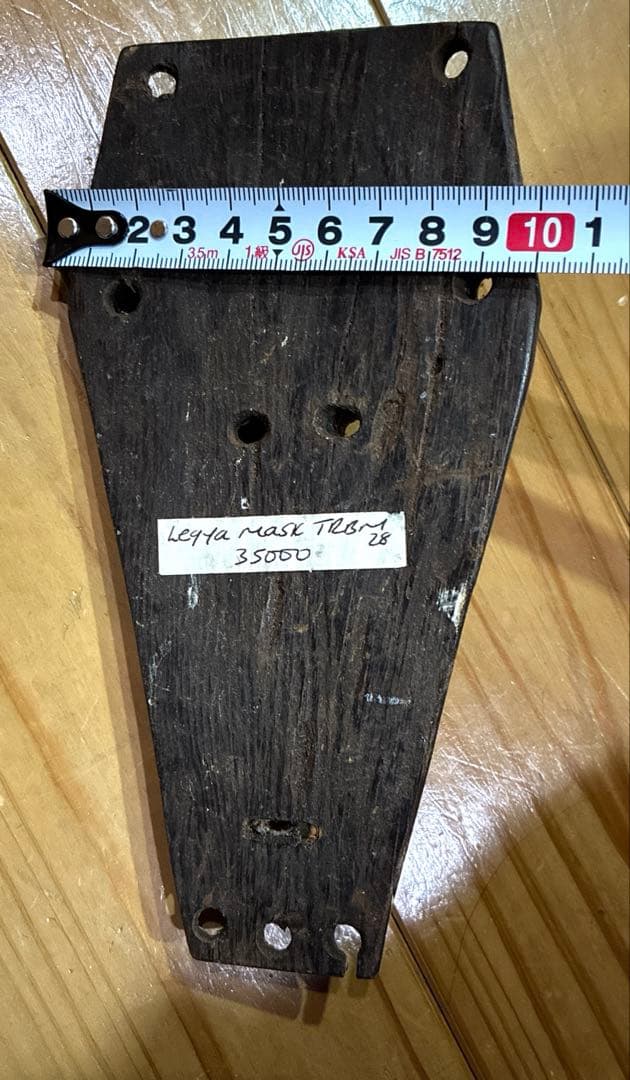 2 3 4 5 6 7 8 9 10 1
3.5m 1級 JIS KSA JIS B 7512
Leqya Mask TRBM
28
35000